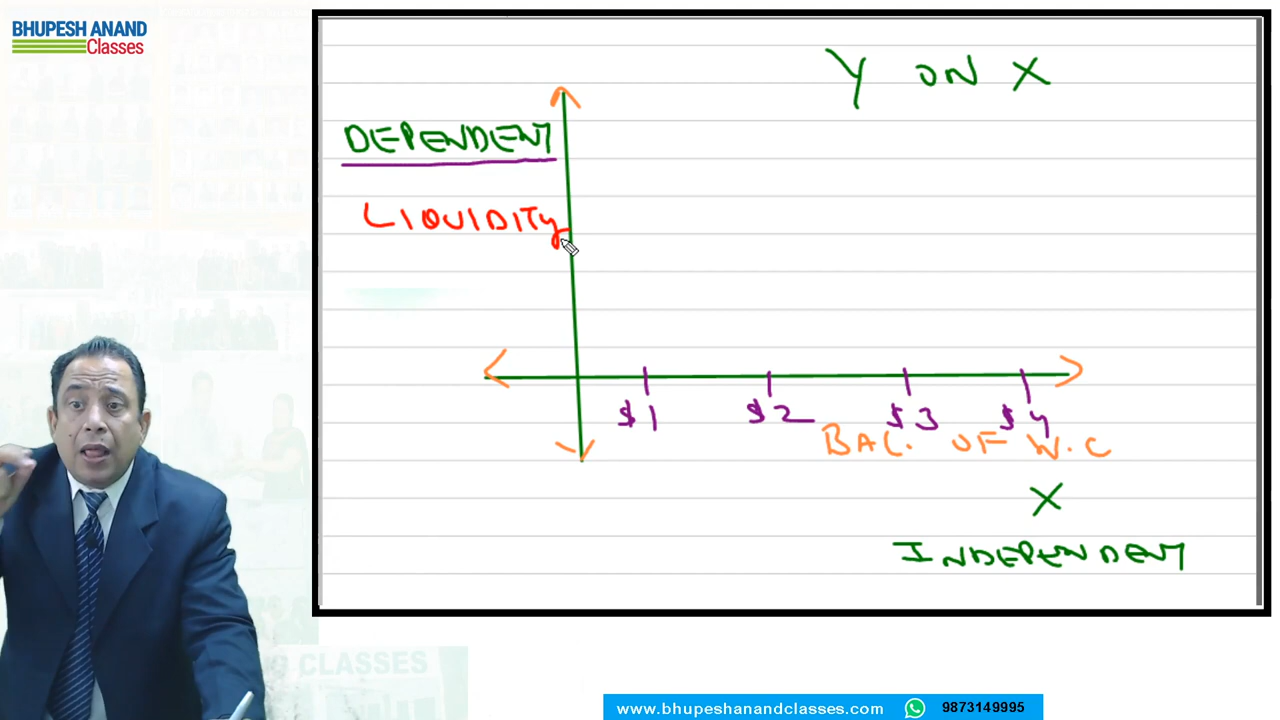 BHUPESH ANAND
Classes
Y ON X
DEPENDENT
LIQUIDITY
$1 $2 $3 $4
BAL. OF W.C
X
INDEPENDENT
CLASSES
www.bhupeshanandclasses.com 9873149995